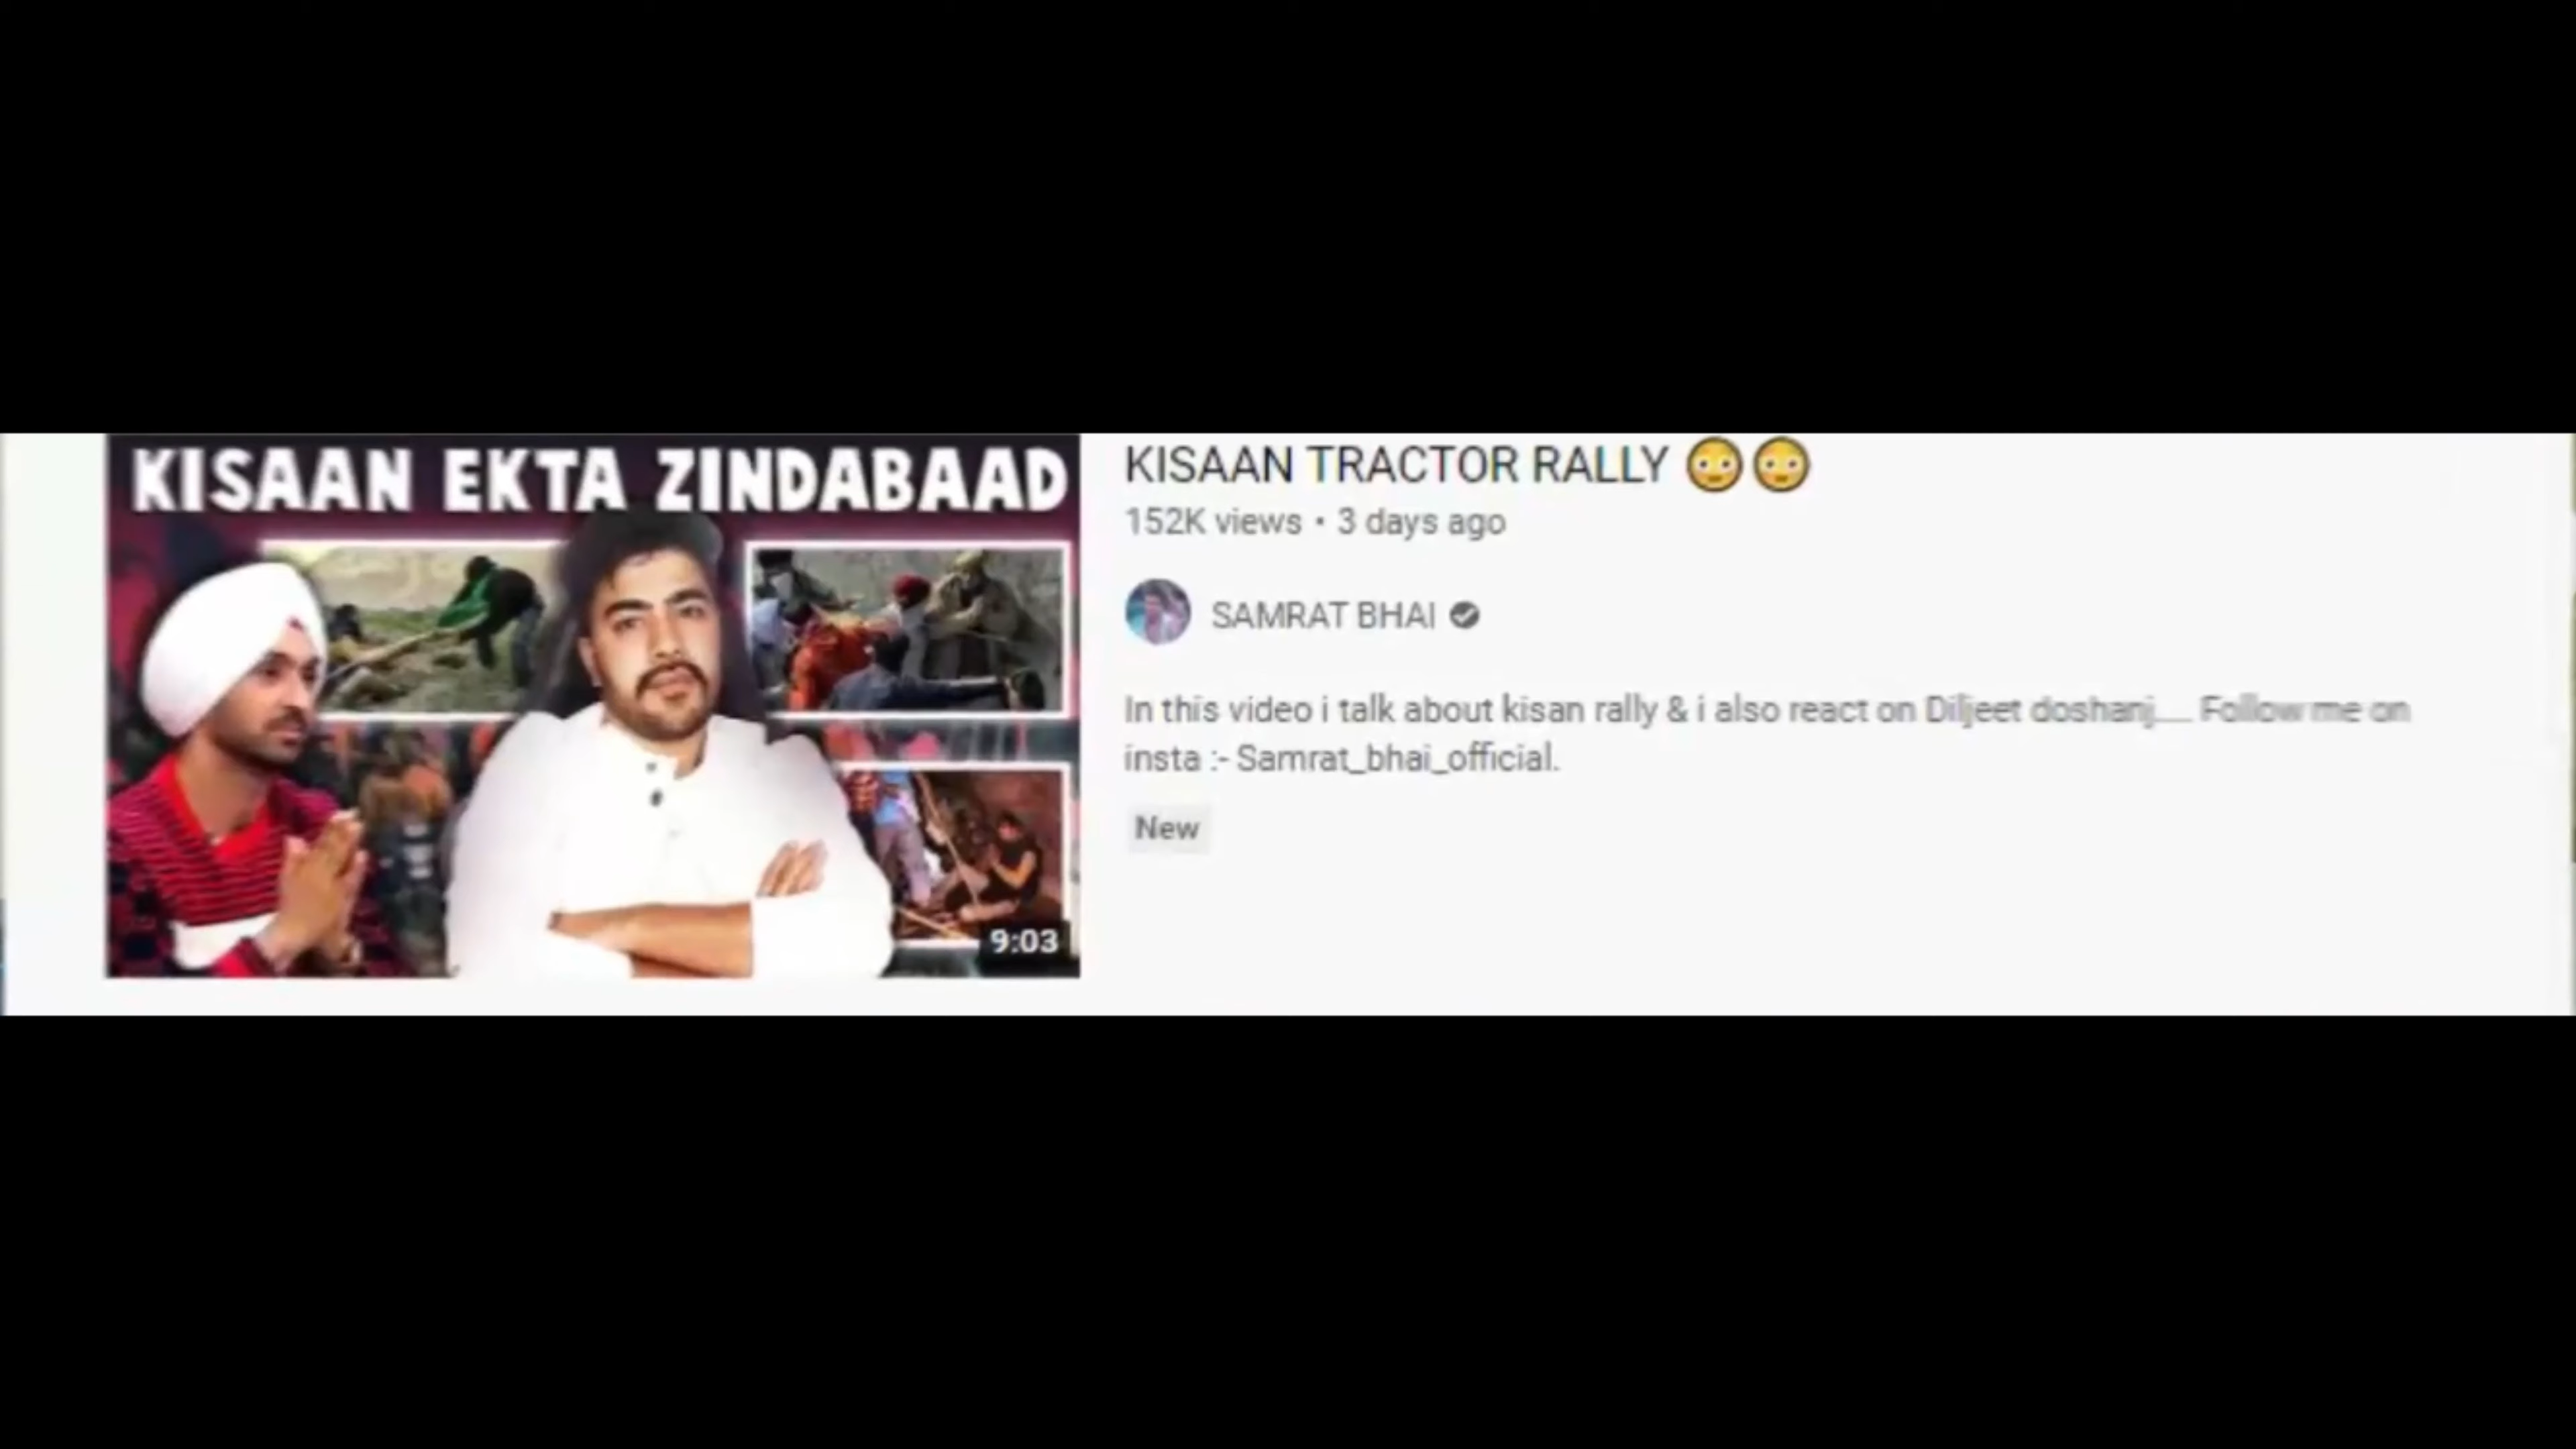 KISAAN EKTA ZINDABAAD
9:03
KISAAN TRACTOR RALLY 😳😳
152K views • 3 days ago
SAMRAT BHAI
In this video i talk about kisan rally & i also react on Diljeet doshanj.... Follow me on
insta :- Samrat_bhai_official.
New